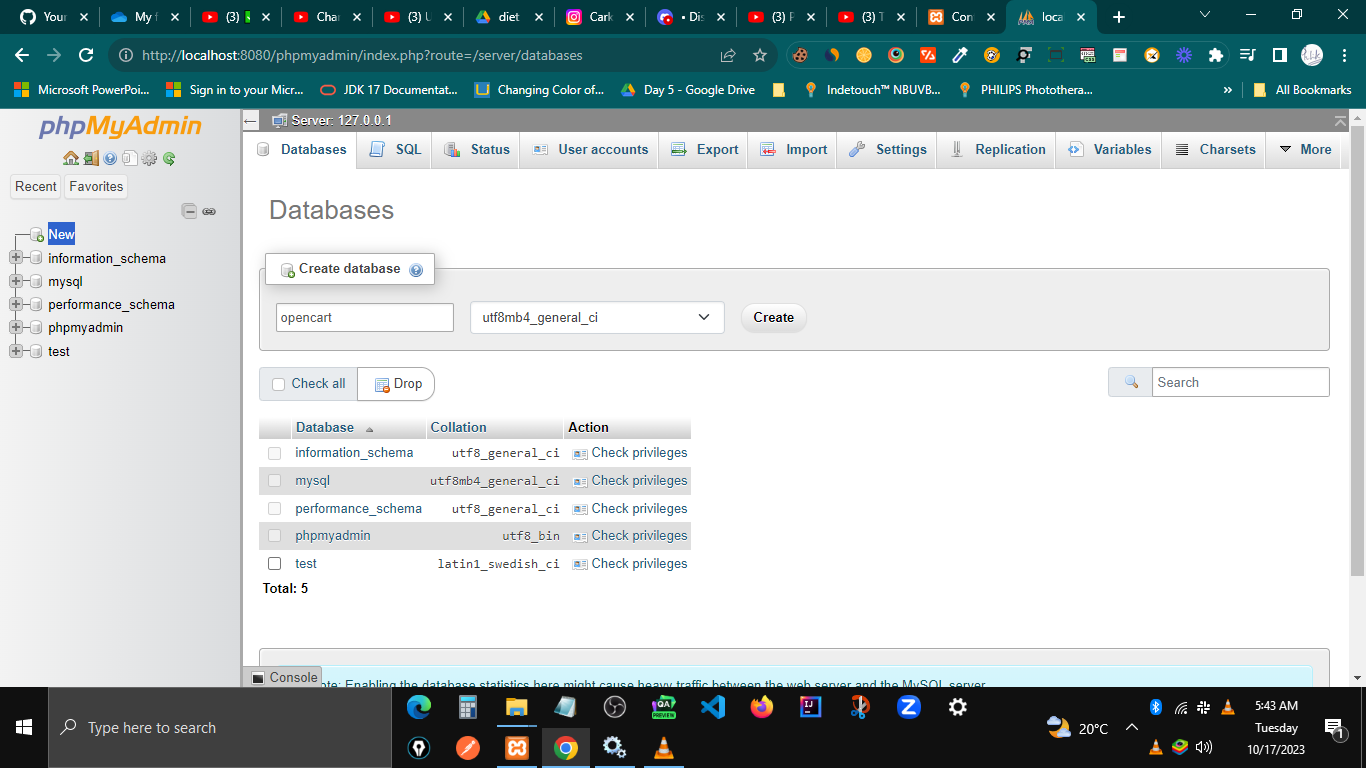 Your
My f
(3)
Char
(3) U
diet
Cark
• Dis
(3) P
(3) T
Con
loca
http://localhost:8080/phpmyadmin/index.php?route=/server/databases
Microsoft PowerPoi...
Sign in to your Micr...
JDK 17 Documentat...
Changing Color of...
Day 5 - Google Drive
Indetouch™ NBUVB...
PHILIPS Photothera...
»
All Bookmarks
phpMyAdmin
Recent
Favorites
New
information_schema
mysql
performance_schema
phpmyadmin
test
Server: 127.0.0.1
Databases
SQL
Status
User accounts
Export
Import
Settings
Replication
Variables
Charsets
More
Databases
Create database
opencart
utf8mb4_general_ci
Create
Check all
Drop
Search
Database Collation Action
information_schema utf8_general_ci Check privileges
mysql utf8mb4_general_ci Check privileges
performance_schema utf8_general_ci Check privileges
phpmyadmin utf8_bin Check privileges
test latin1_swedish_ci Check privileges
Total: 5
Enabling the database statistics here might cause heavy traffic between the web server and the MySQL server.
Console
Type here to search
QA
PREVIEW
IJ
20°C
5:43 AM
Tuesday
10/17/2023
1